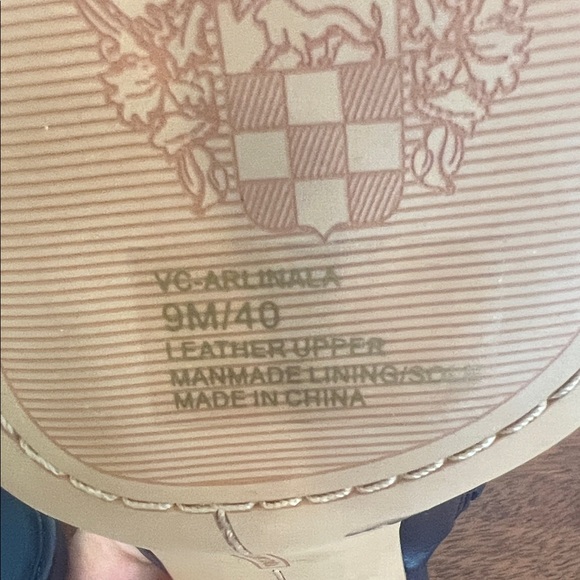 VC-ARLINALA
9M/40
LEATHER UPPER
MANMADE LINING/SOLE
MADE IN CHINA